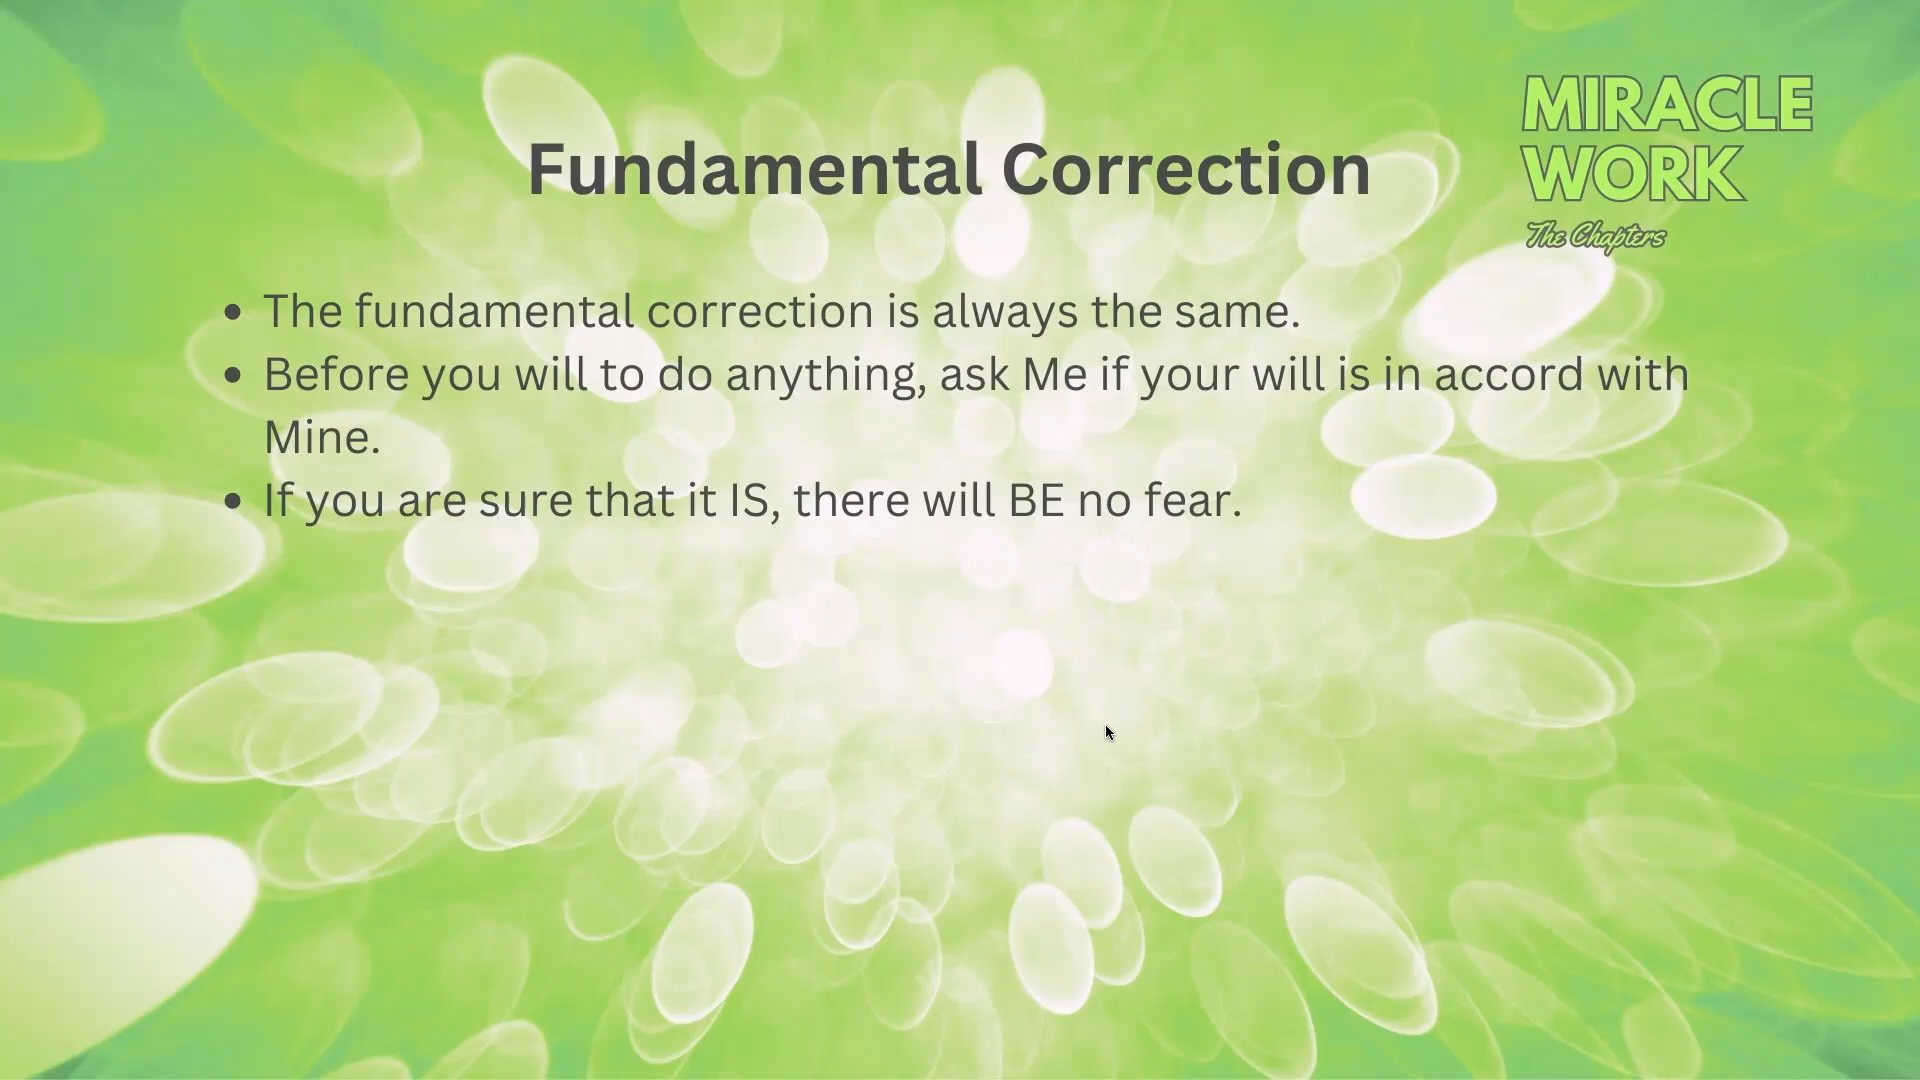 MIRACLE
WORK
The Chapters
Fundamental Correction
• The fundamental correction is always the same.
• Before you will to do anything, ask Me if your will is in accord with
Mine.
• If you are sure that it IS, there will BE no fear.